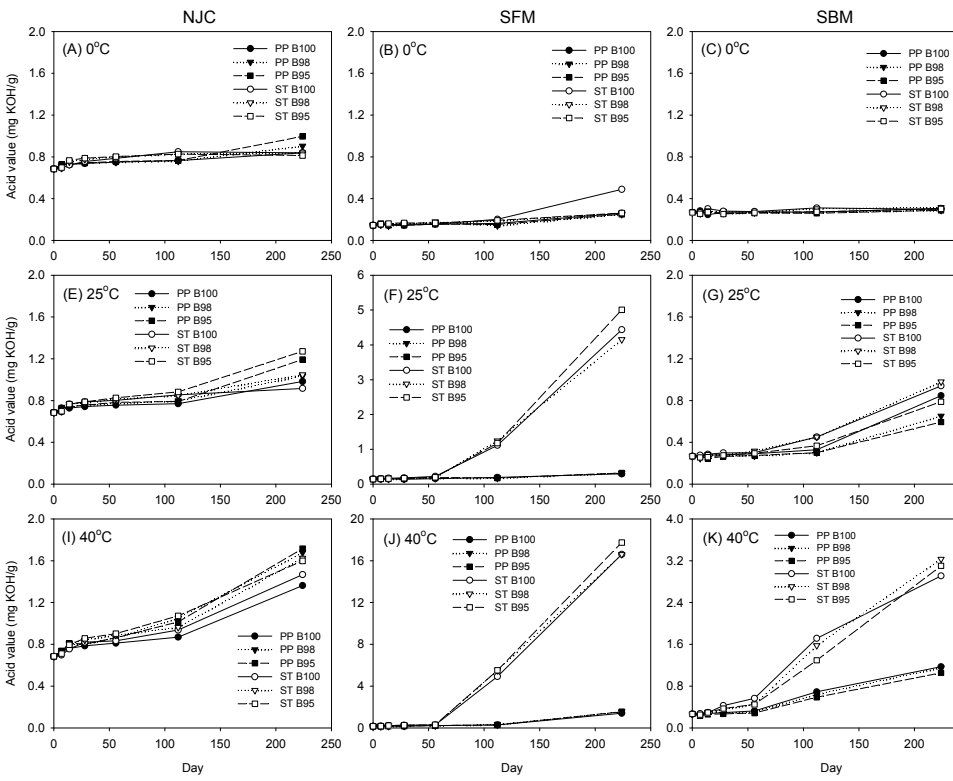 NJC SFM SBM
Acid value (mg KOH/g)
(A) 0°C
2.0
1.6
1.2
0.8
0.4
0.0
PP B100
PP B98
PP B95
ST B100
ST B98
ST B95
0 50 100 150 200 250
(B) 0°C
2.0
1.6
1.2
0.8
0.4
0.0
PP B100
PP B98
PP B95
ST B100
ST B98
ST B95
0 50 100 150 200 250
(C) 0°C
2.0
1.6
1.2
0.8
0.4
0.0
PP B100
PP B98
PP B95
ST B100
ST B98
ST B95
0 50 100 150 200
Acid value (mg KOH/g)
(E) 25°C
2.0
1.6
1.2
0.8
0.4
0.0
PP B100
PP B98
PP B95
ST B100
ST B98
ST B95
0 50 100 150 200 250
(F) 25°C
6
5
4
3
2
1
0
PP B100
PP B98
PP B95
ST B100
ST B98
ST B95
0 50 100 150 200 250
(G) 25°C
2.0
1.6
1.2
0.8
0.4
0.0
PP B100
PP B98
PP B95
ST B100
ST B98
ST B95
0 50 100 150 200
Acid value (mg KOH/g)
(I) 40°C
2.0
1.6
1.2
0.8
0.4
0.0
PP B100
PP B98
PP B95
ST B100
ST B98
ST B95
0 50 100 150 200 250
Day
(J) 40°C
20
16
12
8
4
0
PP B100
PP B98
PP B95
ST B100
ST B98
ST B95
0 50 100 150 200 250
Day
(K) 40°C
4.0
3.2
2.4
1.6
0.8
0.0
PP B100
PP B98
PP B95
ST B100
ST B98
ST B95
0 50 100 150 200
Day